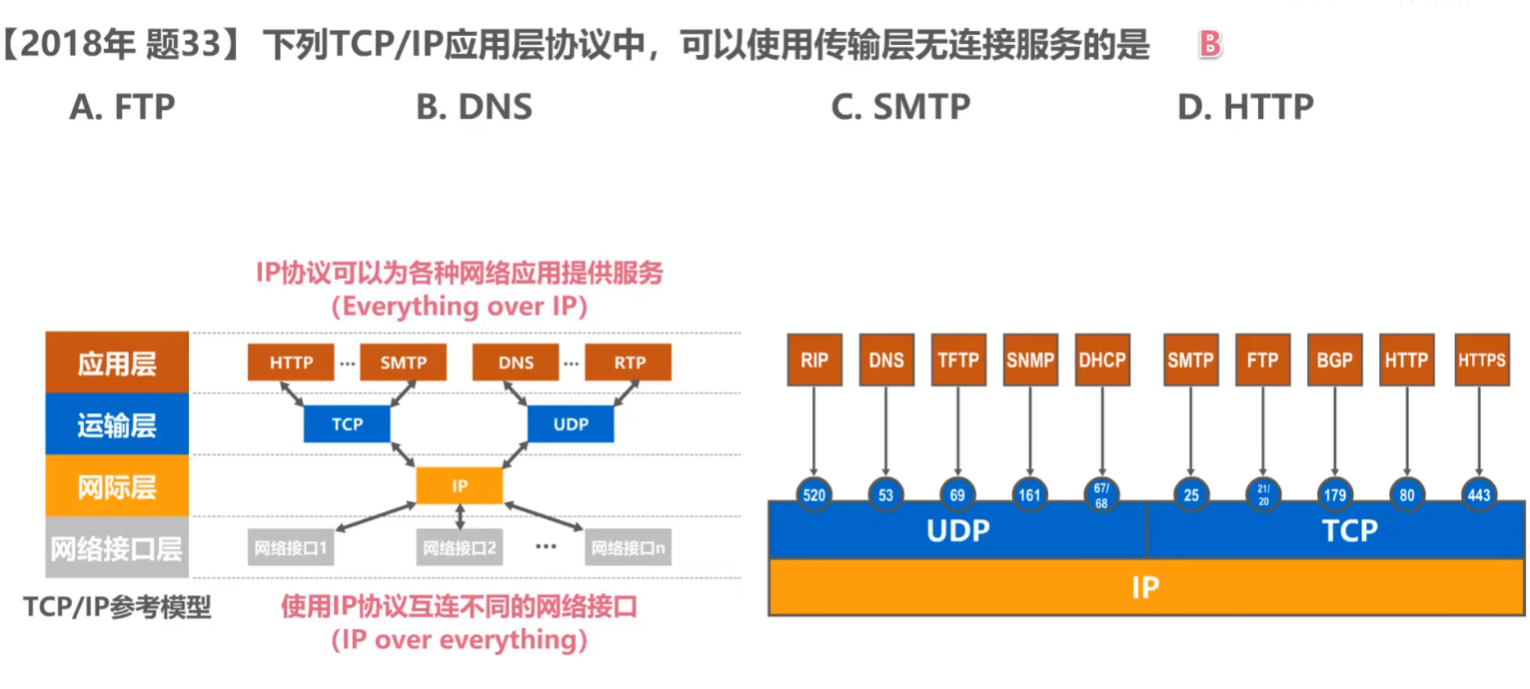 【2018年 题33】 下列TCP/IP应用层协议中，可以使用传输层无连接服务的是 B
A. FTP B. DNS C. SMTP D. HTTP
IP协议可以为各种网络应用提供服务
（Everything over IP）
应用层 HTTP … SMTP DNS … RTP
运输层 TCP UDP
网际层 IP
网络接口层 网络接口1 网络接口2 … 网络接口n
TCP/IP参考模型
使用IP协议互连不同的网络接口
（IP over everything）
RIP DNS TFTP SNMP DHCP SMTP FTP BGP HTTP HTTPS
520 53 69 161 67/68 25 21/20 179 80 443
UDP TCP
IP